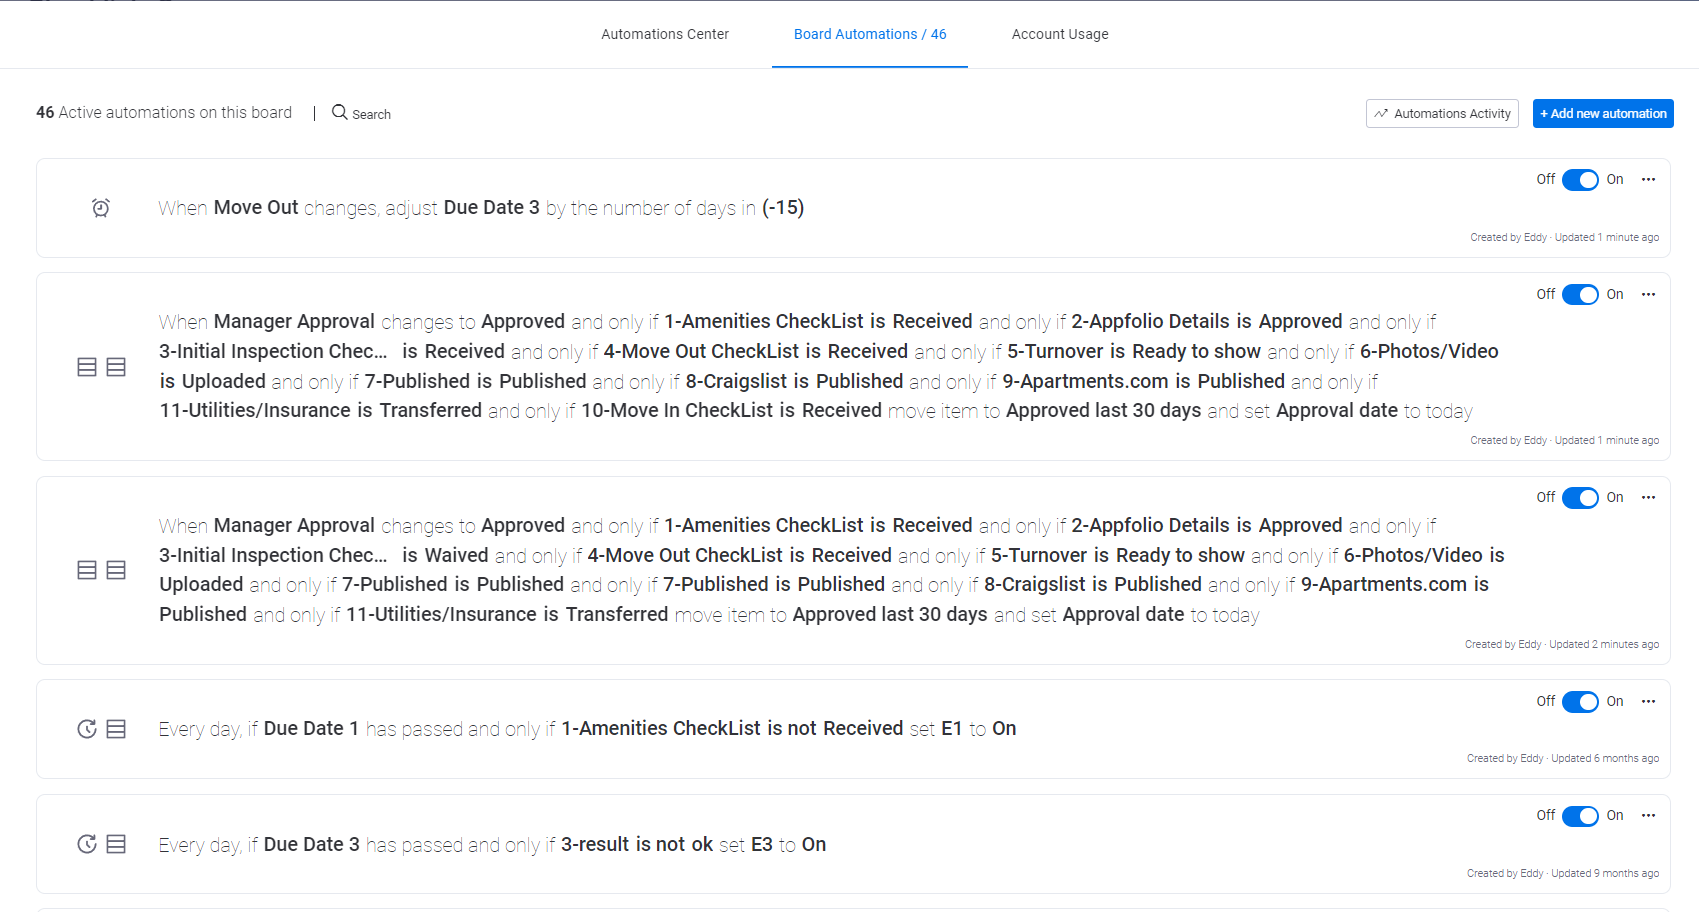 Automations Center
Board Automations / 46
Account Usage
46 Active automations on this board | Search
Automations Activity
+ Add new automation
Off On
When Move Out changes, adjust Due Date 3 by the number of days in (-15)
Created by Eddy · Updated 1 minute ago
Off On
When Manager Approval changes to Approved and only if 1-Amenities CheckList is Received and only if 2-Appfolio Details is Approved and only if
3-Initial Inspection Chec... is Received and only if 4-Move Out CheckList is Received and only if 5-Turnover is Ready to show and only if 6-Photos/Video
is Uploaded and only if 7-Published is Published and only if 8-Craigslist is Published and only if 9-Apartments.com is Published and only if
11-Utilities/Insurance is Transferred and only if 10-Move In CheckList is Received move item to Approved last 30 days and set Approval date to today
Created by Eddy · Updated 1 minute ago
Off On
When Manager Approval changes to Approved and only if 1-Amenities CheckList is Received and only if 2-Appfolio Details is Approved and only if
3-Initial Inspection Chec... is Waived and only if 4-Move Out CheckList is Received and only if 5-Turnover is Ready to show and only if 6-Photos/Video is
Uploaded and only if 7-Published is Published and only if 7-Published is Published and only if 8-Craigslist is Published and only if 9-Apartments.com is
Published and only if 11-Utilities/Insurance is Transferred move item to Approved last 30 days and set Approval date to today
Created by Eddy · Updated 2 minutes ago
Off On
Every day, if Due Date 1 has passed and only if 1-Amenities CheckList is not Received set E1 to On
Created by Eddy · Updated 6 months ago
Off On
Every day, if Due Date 3 has passed and only if 3-result is not ok set E3 to On
Created by Eddy · Updated 9 months ago